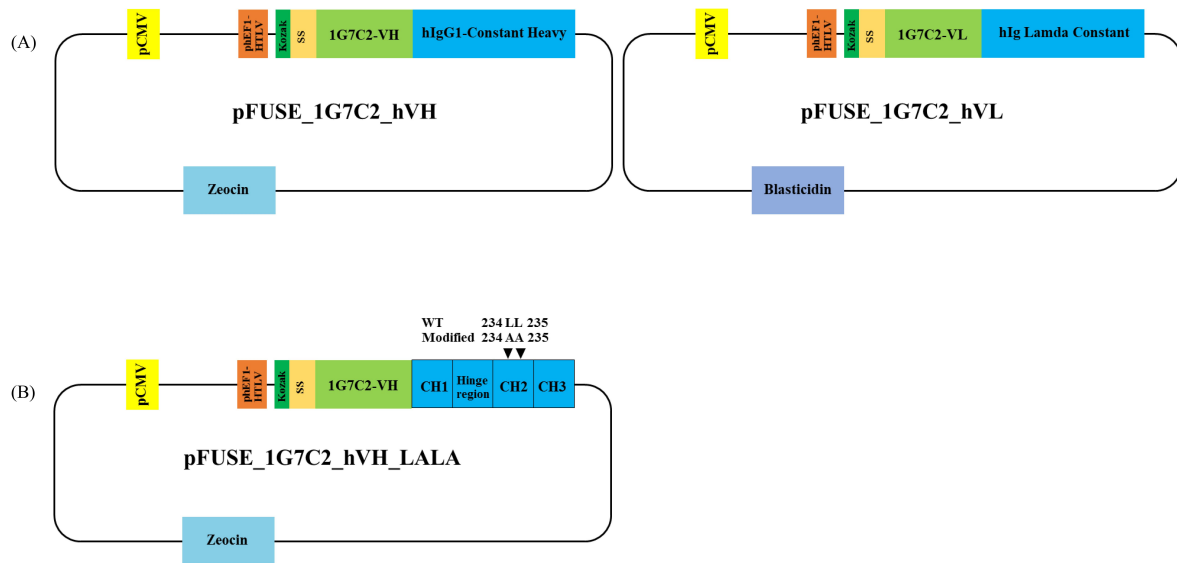 (A)
pCMV
phEF1-
HTLV
Kozak
SS
1G7C2-VH
hIgG1-Constant Heavy
pFUSE_1G7C2_hVH
Zeocin
pCMV
phEF1-
HTLV
Kozak
SS
1G7C2-VL
hIg Lamda Constant
pFUSE_1G7C2_hVL
Blasticidin
WT 234 LL 235
Modified 234 AA 235
(B)
pCMV
phEF1-
HTLV
Kozak
SS
1G7C2-VH
CH1
Hinge
region
CH2
CH3
pFUSE_1G7C2_hVH_LALA
Zeocin